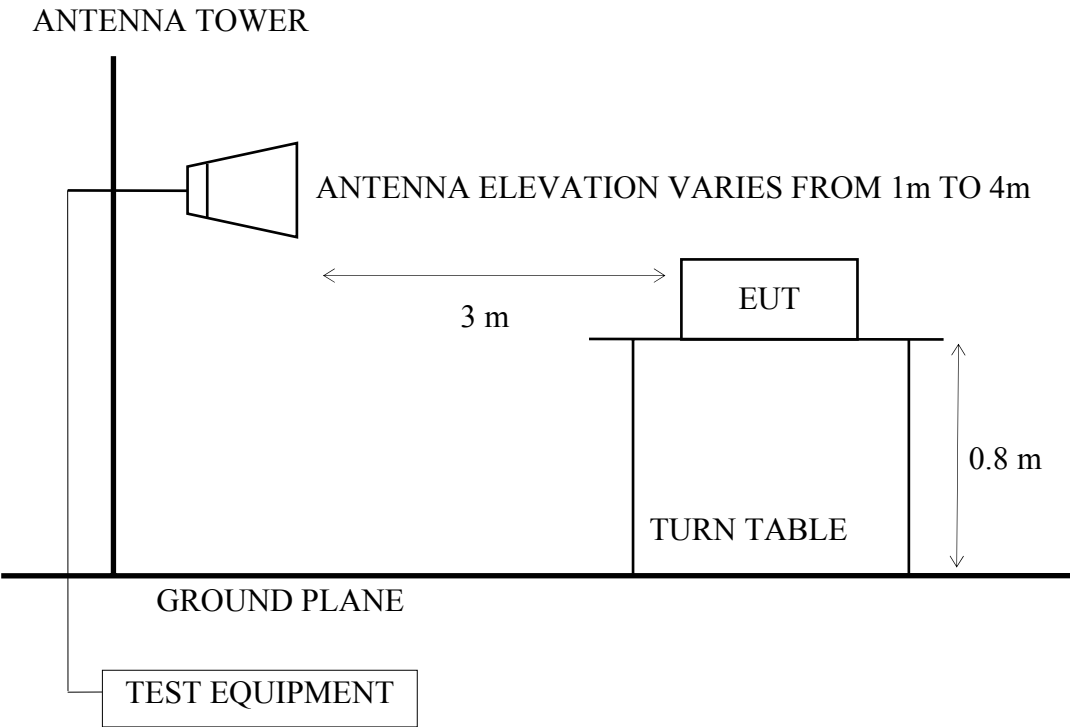 ANTENNA TOWER
ANTENNA ELEVATION VARIES FROM 1m TO 4m
EUT
3 m
0.8 m
TURN TABLE
GROUND PLANE
TEST EQUIPMENT